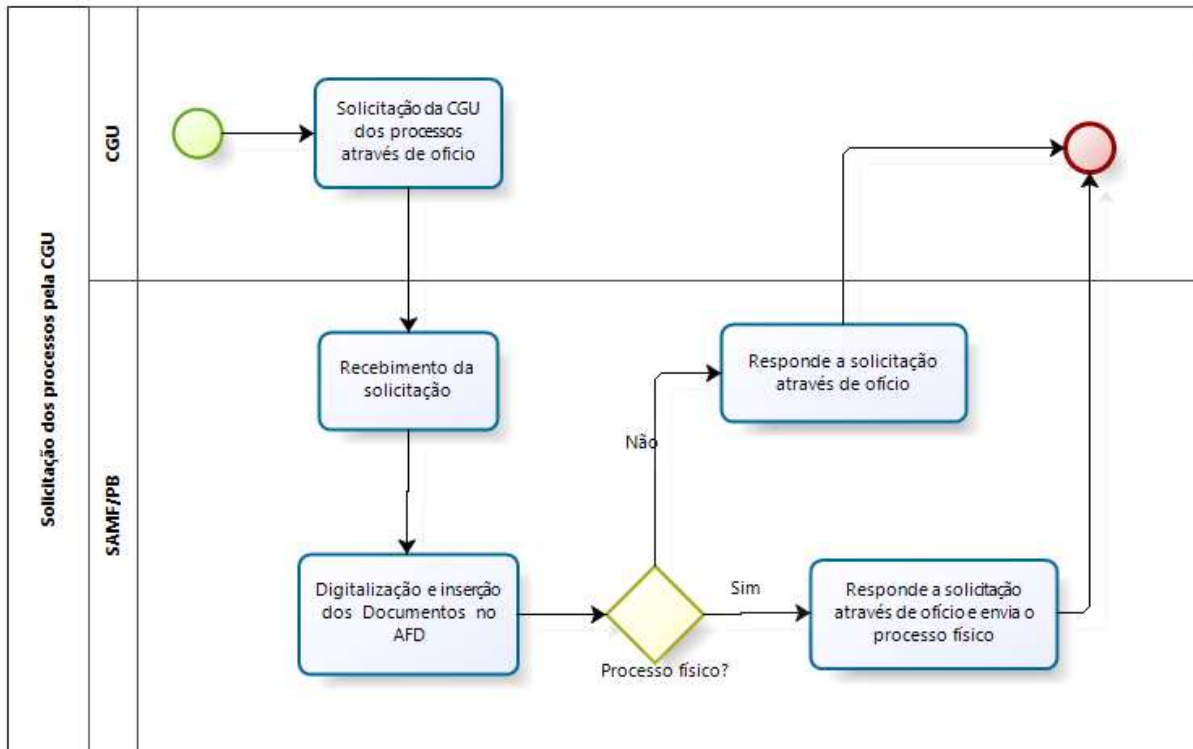 Solicitação dos processos pela CGU
CGU
Solicitação da CGU
dos processos
através de oficio
SAMF/PB
Recebimento da
solicitação
Digitalização e inserção
dos Documentos no
AFD
Processo físico?
Não
Responde a solicitação
através de ofício
Sim
Responde a solicitação
através de ofício e envia o
processo físico